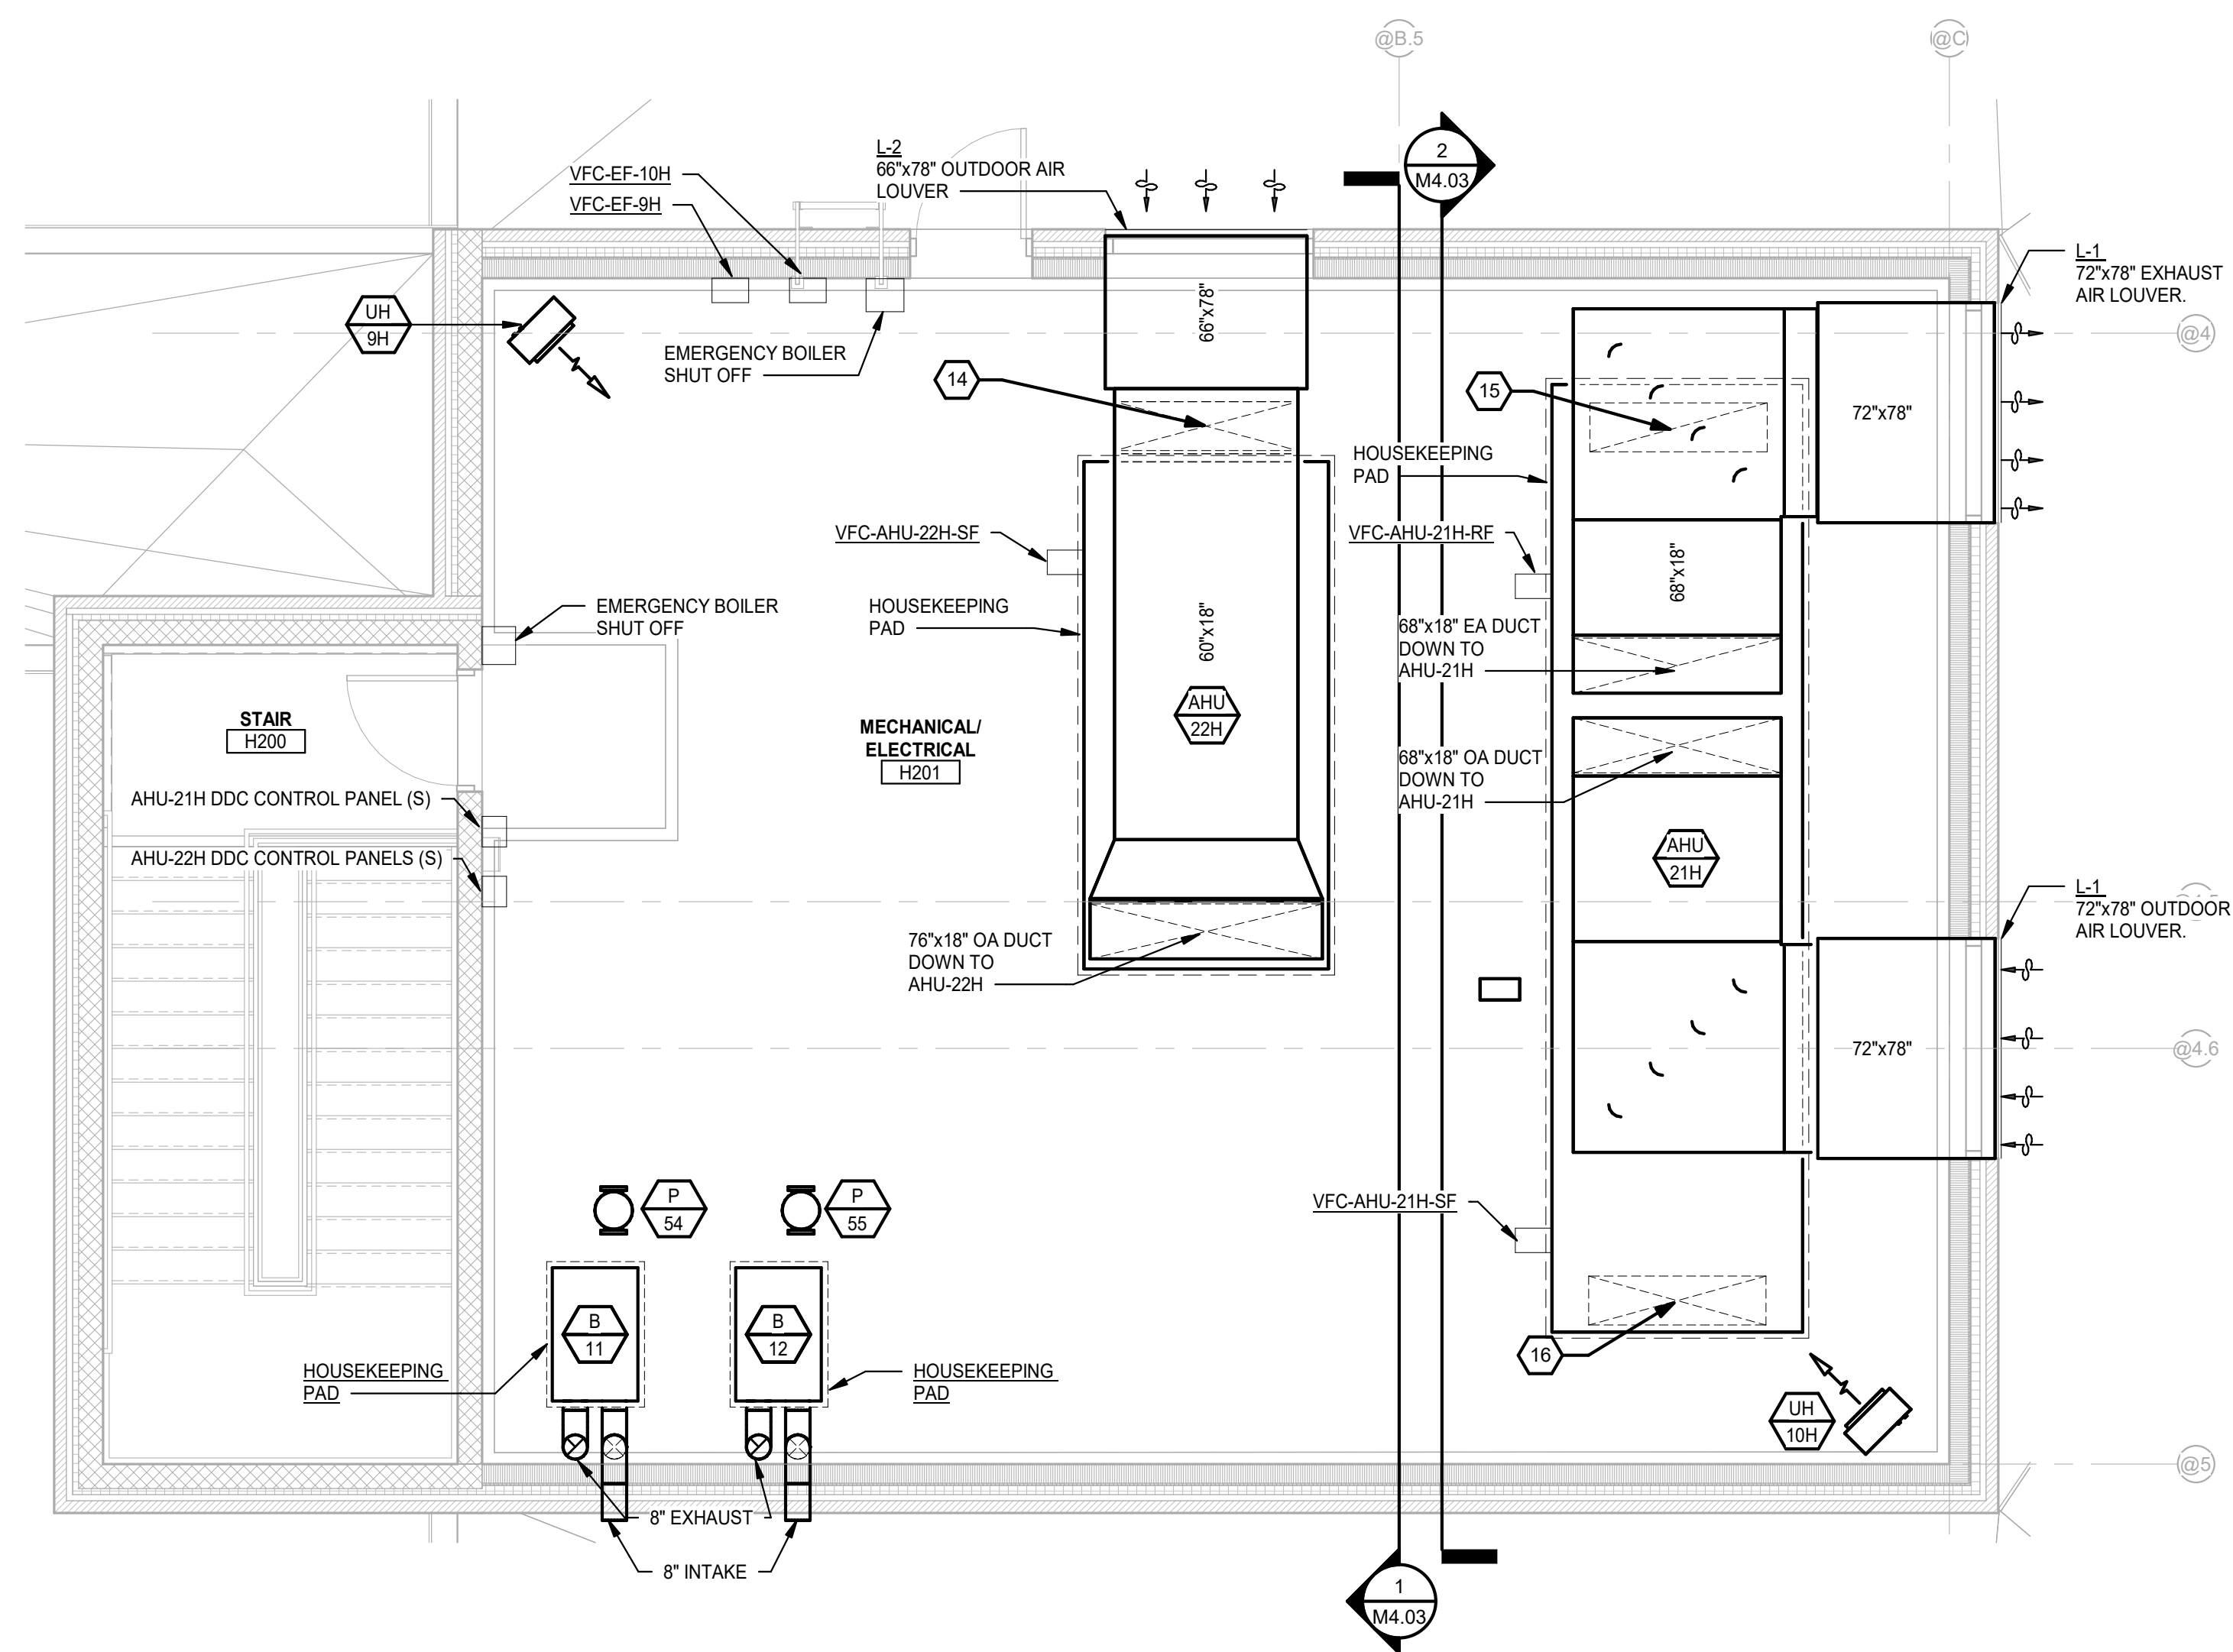 @B.5
@C
2
M4.03
L-2
66"x78" OUTDOOR AIR
LOUVER
VFC-EF-10H
VFC-EF-9H
UH
9H
EMERGENCY BOILER
SHUT OFF
66"x78"
14
15
L-1
72"x78" EXHAUST
AIR LOUVER.
@4
72"x78"
HOUSEKEEPING
PAD
VFC-AHU-22H-SF
VFC-AHU-21H-RF
68"x18"
EMERGENCY BOILER
SHUT OFF
HOUSEKEEPING
PAD
60"x18"
68"x18" EA DUCT
DOWN TO
AHU-21H
AHU
22H
STAIR
H200
MECHANICAL/
ELECTRICAL
H201
68"x18" OA DUCT
DOWN TO
AHU-21H
AHU-21H DDC CONTROL PANEL (S)
AHU-22H DDC CONTROL PANELS (S)
AHU
21H
L-1
72"x78" OUTDOOR
AIR LOUVER.
76"x18" OA DUCT
DOWN TO
AHU-22H
72"x78"
@4.6
P
54
P
55
VFC-AHU-21H-SF
B
11
B
12
16
HOUSEKEEPING
PAD
HOUSEKEEPING
PAD
UH
10H
@5
8" EXHAUST
8" INTAKE
1
M4.03